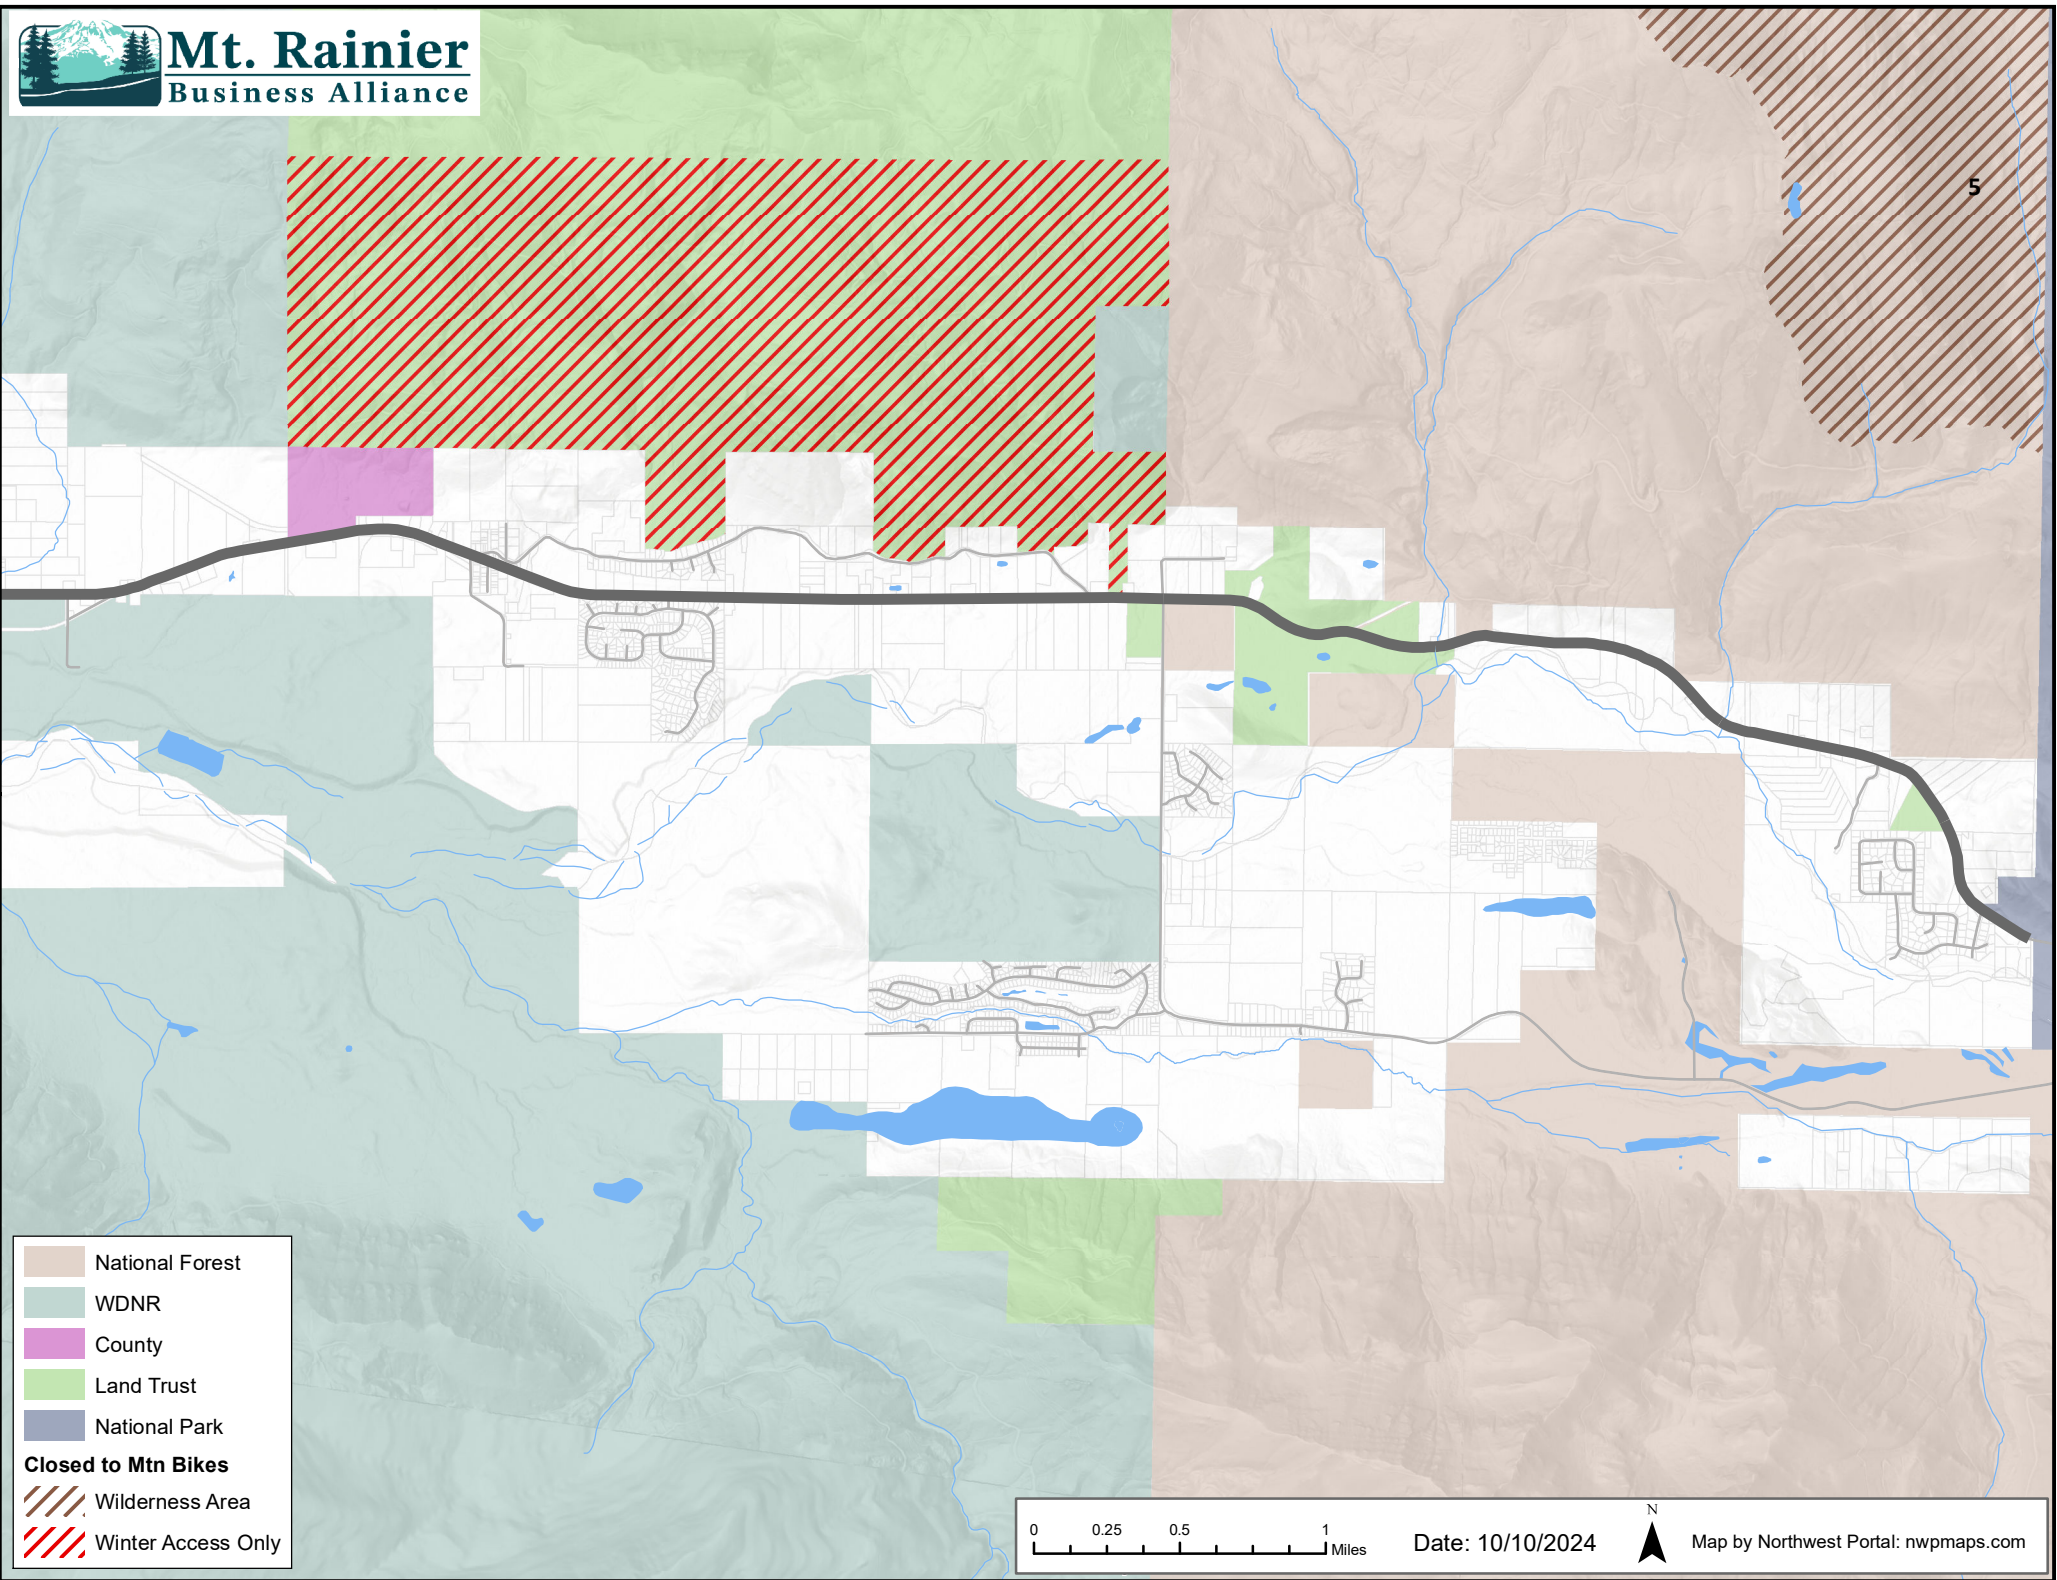 Mt. Rainier
Business Alliance
5
National Forest
WDNR
County
Land Trust
National Park
Closed to Mtn Bikes
Wilderness Area
Winter Access Only
0 0.25 0.5 1
Miles
Date: 10/10/2024
N
Map by Northwest Portal: nwpmaps.com